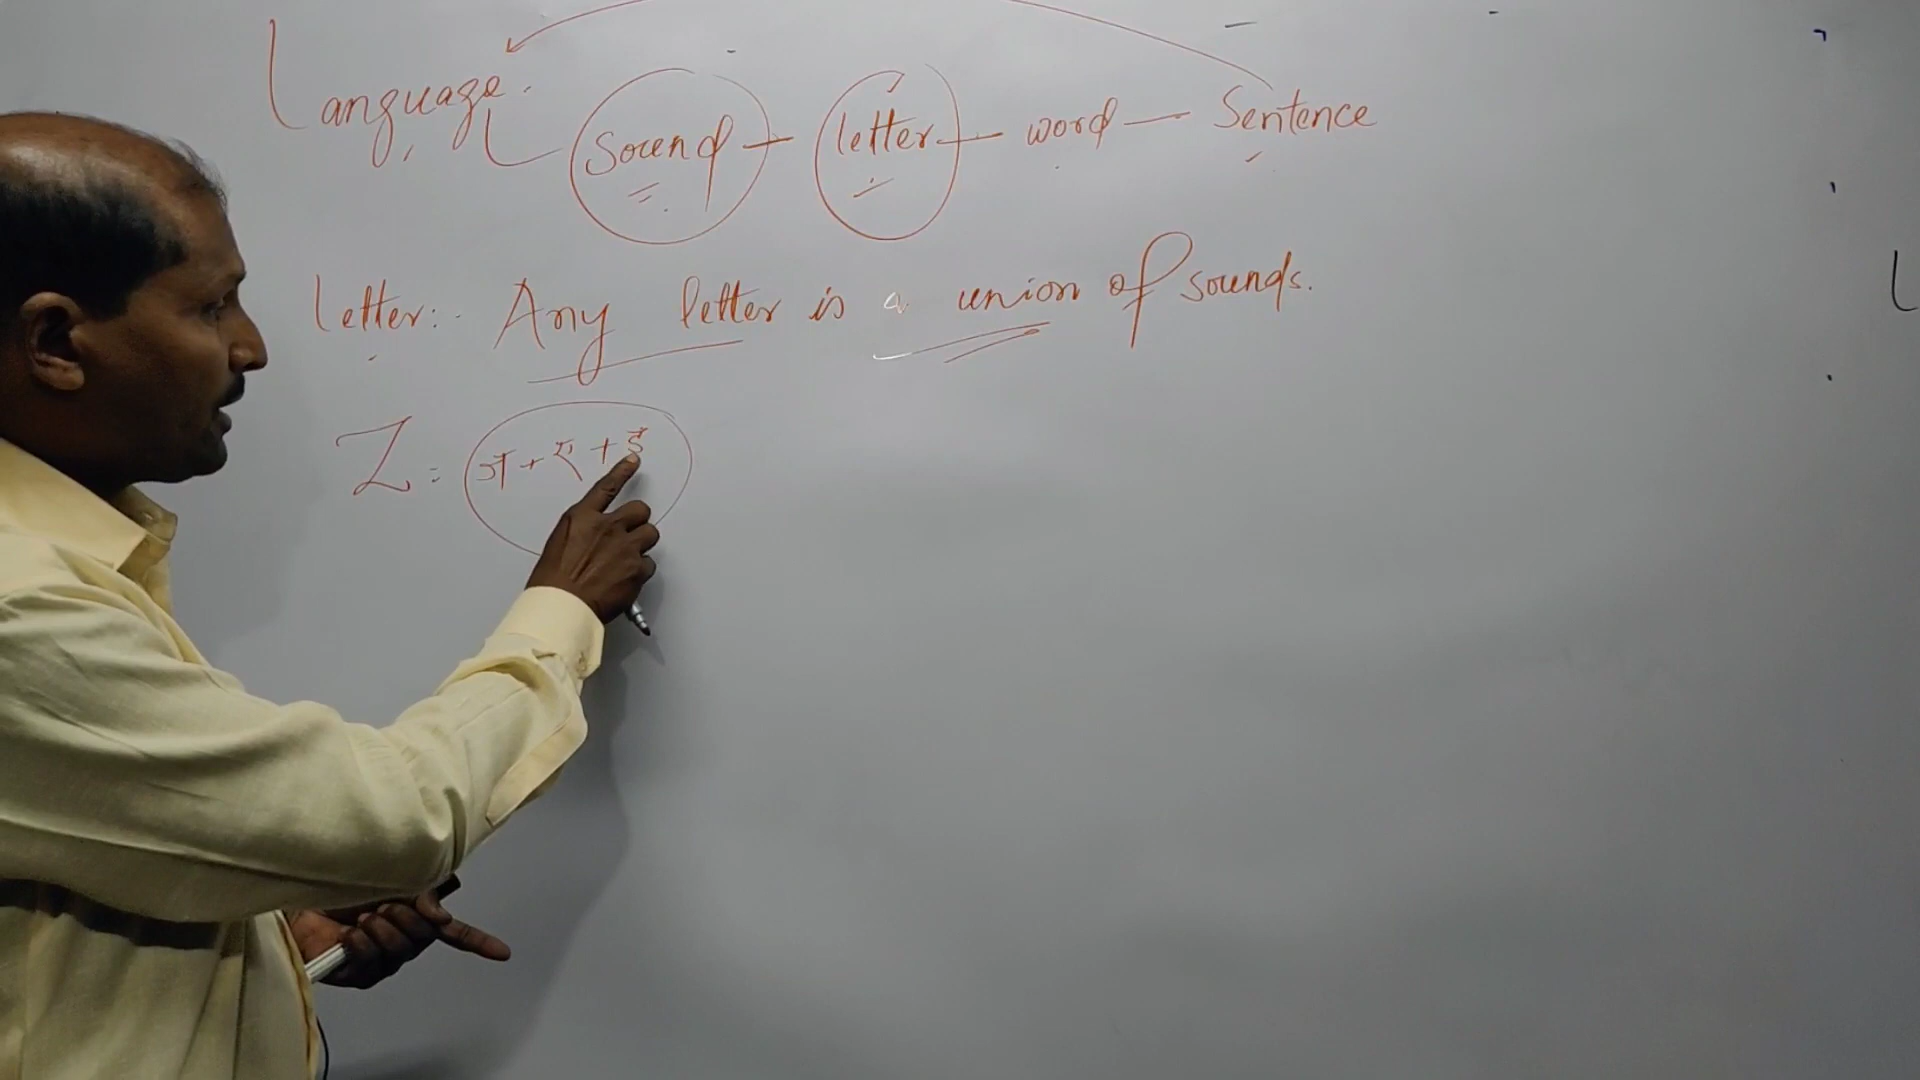 Language.
Sound - letter - word - Sentence
Letter:- Any letter is a union of sounds.
Z = ज + ए + ड